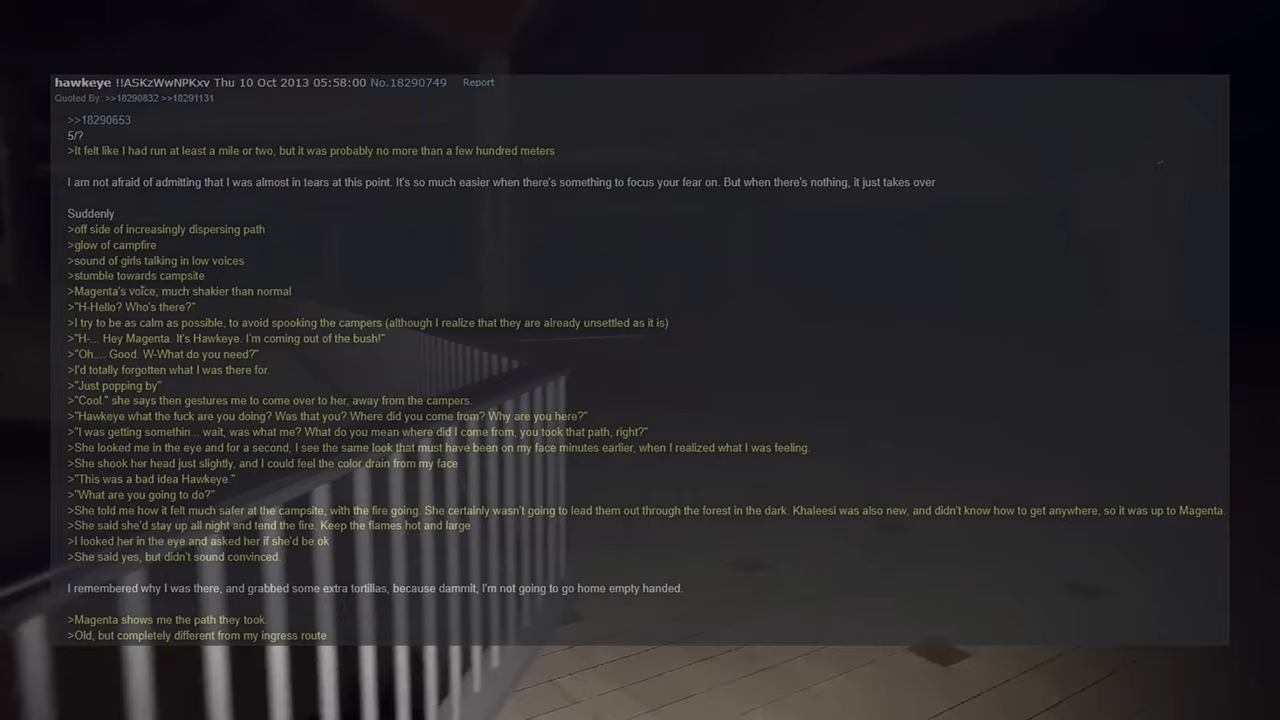 hawkeye !!ASKzWwNPKxv Thu 10 Oct 2013 05:58:00 No.18290749 Report
Quoted By: >>18290832 >>18291131
>>18290653
5/?
>It felt like I had run at least a mile or two, but it was probably no more than a few hundred meters
I am not afraid of admitting that I was almost in tears at this point. It's so much easier when there's something to focus your fear on. But when there's nothing, it just takes over
Suddenly
>off side of increasingly dispersing path
>glow of campfire
>sound of girls talking in low voices
>stumble towards campsite
>Magenta's voice, much shakier than normal
>"H-Hello? Who's there?"
>I try to be as calm as possible, to avoid spooking the campers (although I realize that they are already unsettled as it is)
>"H-... Hey Magenta. It's Hawkeye. I'm coming out of the bush!"
>"Oh.... Good. W-What do you need?"
>I'd totally forgotten what I was there for.
>"Just popping by"
>"Cool." she says then gestures me to come over to her, away from the campers.
>"Hawkeye what the fuck are you doing? Was that you? Where did you come from? Why are you here?"
>"I was getting somethin... wait, was what me? What do you mean where did I come from, you took that path, right?"
>She looked me in the eye and for a second, I see the same look that must have been on my face minutes earlier, when I realized what I was feeling.
>She shook her head just slightly, and I could feel the color drain from my face
>"This was a bad idea Hawkeye."
>"What are you going to do?"
>She told me how it felt much safer at the campsite, with the fire going. She certainly wasn't going to lead them out through the forest in the dark. Khaleesi was also new, and didn't know how to get anywhere, so it was up to Magenta.
>She said she'd stay up all night and tend the fire. Keep the flames hot and large
>I looked her in the eye and asked her if she'd be ok
>She said yes, but didn't sound convinced.
I remembered why I was there, and grabbed some extra tortillas, because dammit, I'm not going to go home empty handed.
>Magenta shows me the path they took.
>Old, but completely different from my ingress route